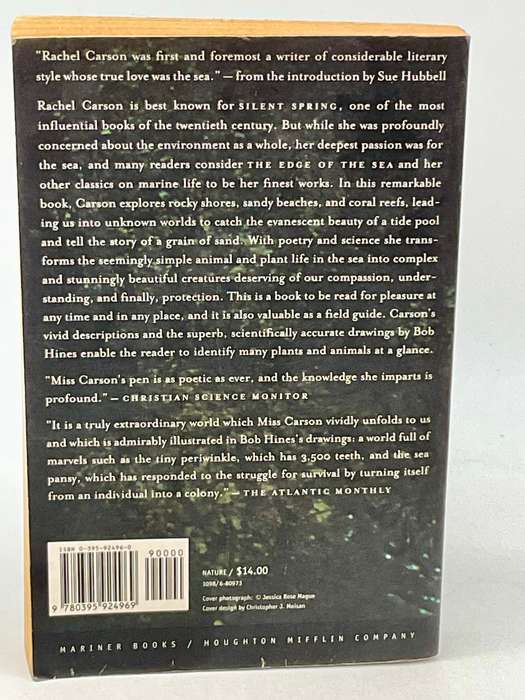 "Rachel Carson was first and foremost a writer of considerable literary
style whose true love was the sea." — from the introduction by Sue Hubbell
Rachel Carson is best known for SILENT SPRING, one of the most
influential books of the twentieth century. But while she was profoundly
concerned about the environment as a whole, her deepest passion was for
the sea, and many readers consider THE EDGE OF THE SEA and her
other classics on marine life to be her finest works. In this remarkable
book, Carson explores rocky shores, sandy beaches, and coral reefs, lead-
ing us into unknown worlds to catch the evanescent beauty of a tide pool
and tell the story of a grain of sand. With poetry and science she trans-
forms the seemingly simple animal and plant life in the sea into complex
and stunningly beautiful creatures deserving of our compassion, under-
standing, and finally, protection. This is a book to be read for pleasure at
any time and in any place, and it is also valuable as a field guide. Carson's
vivid descriptions and the superb, scientifically accurate drawings by Bob
Hines enable the reader to identify many plants and animals at a glance.
"Miss Carson's pen is as poetic as ever, and the knowledge she imparts is
profound." — CHRISTIAN SCIENCE MONITOR
"It is a truly extraordinary world which Miss Carson vividly unfolds to us
and which is admirably illustrated in Bob Hines's drawings: a world full of
marvels such as the tiny periwinkle, which has 3,500 teeth, and the sea
pansy, which has responded to the struggle for survival by turning itself
from an individual into a colony." — THE ATLANTIC MONTHLY
ISBN 0-395-92496-0
90000
9 780395 924969
NATURE / $14.00
1098/6-80973
Cover photograph: © Jessica Rose Hague
Cover design by Christopher J. Moisan
MARINER BOOKS / HOUGHTON MIFFLIN COMPANY